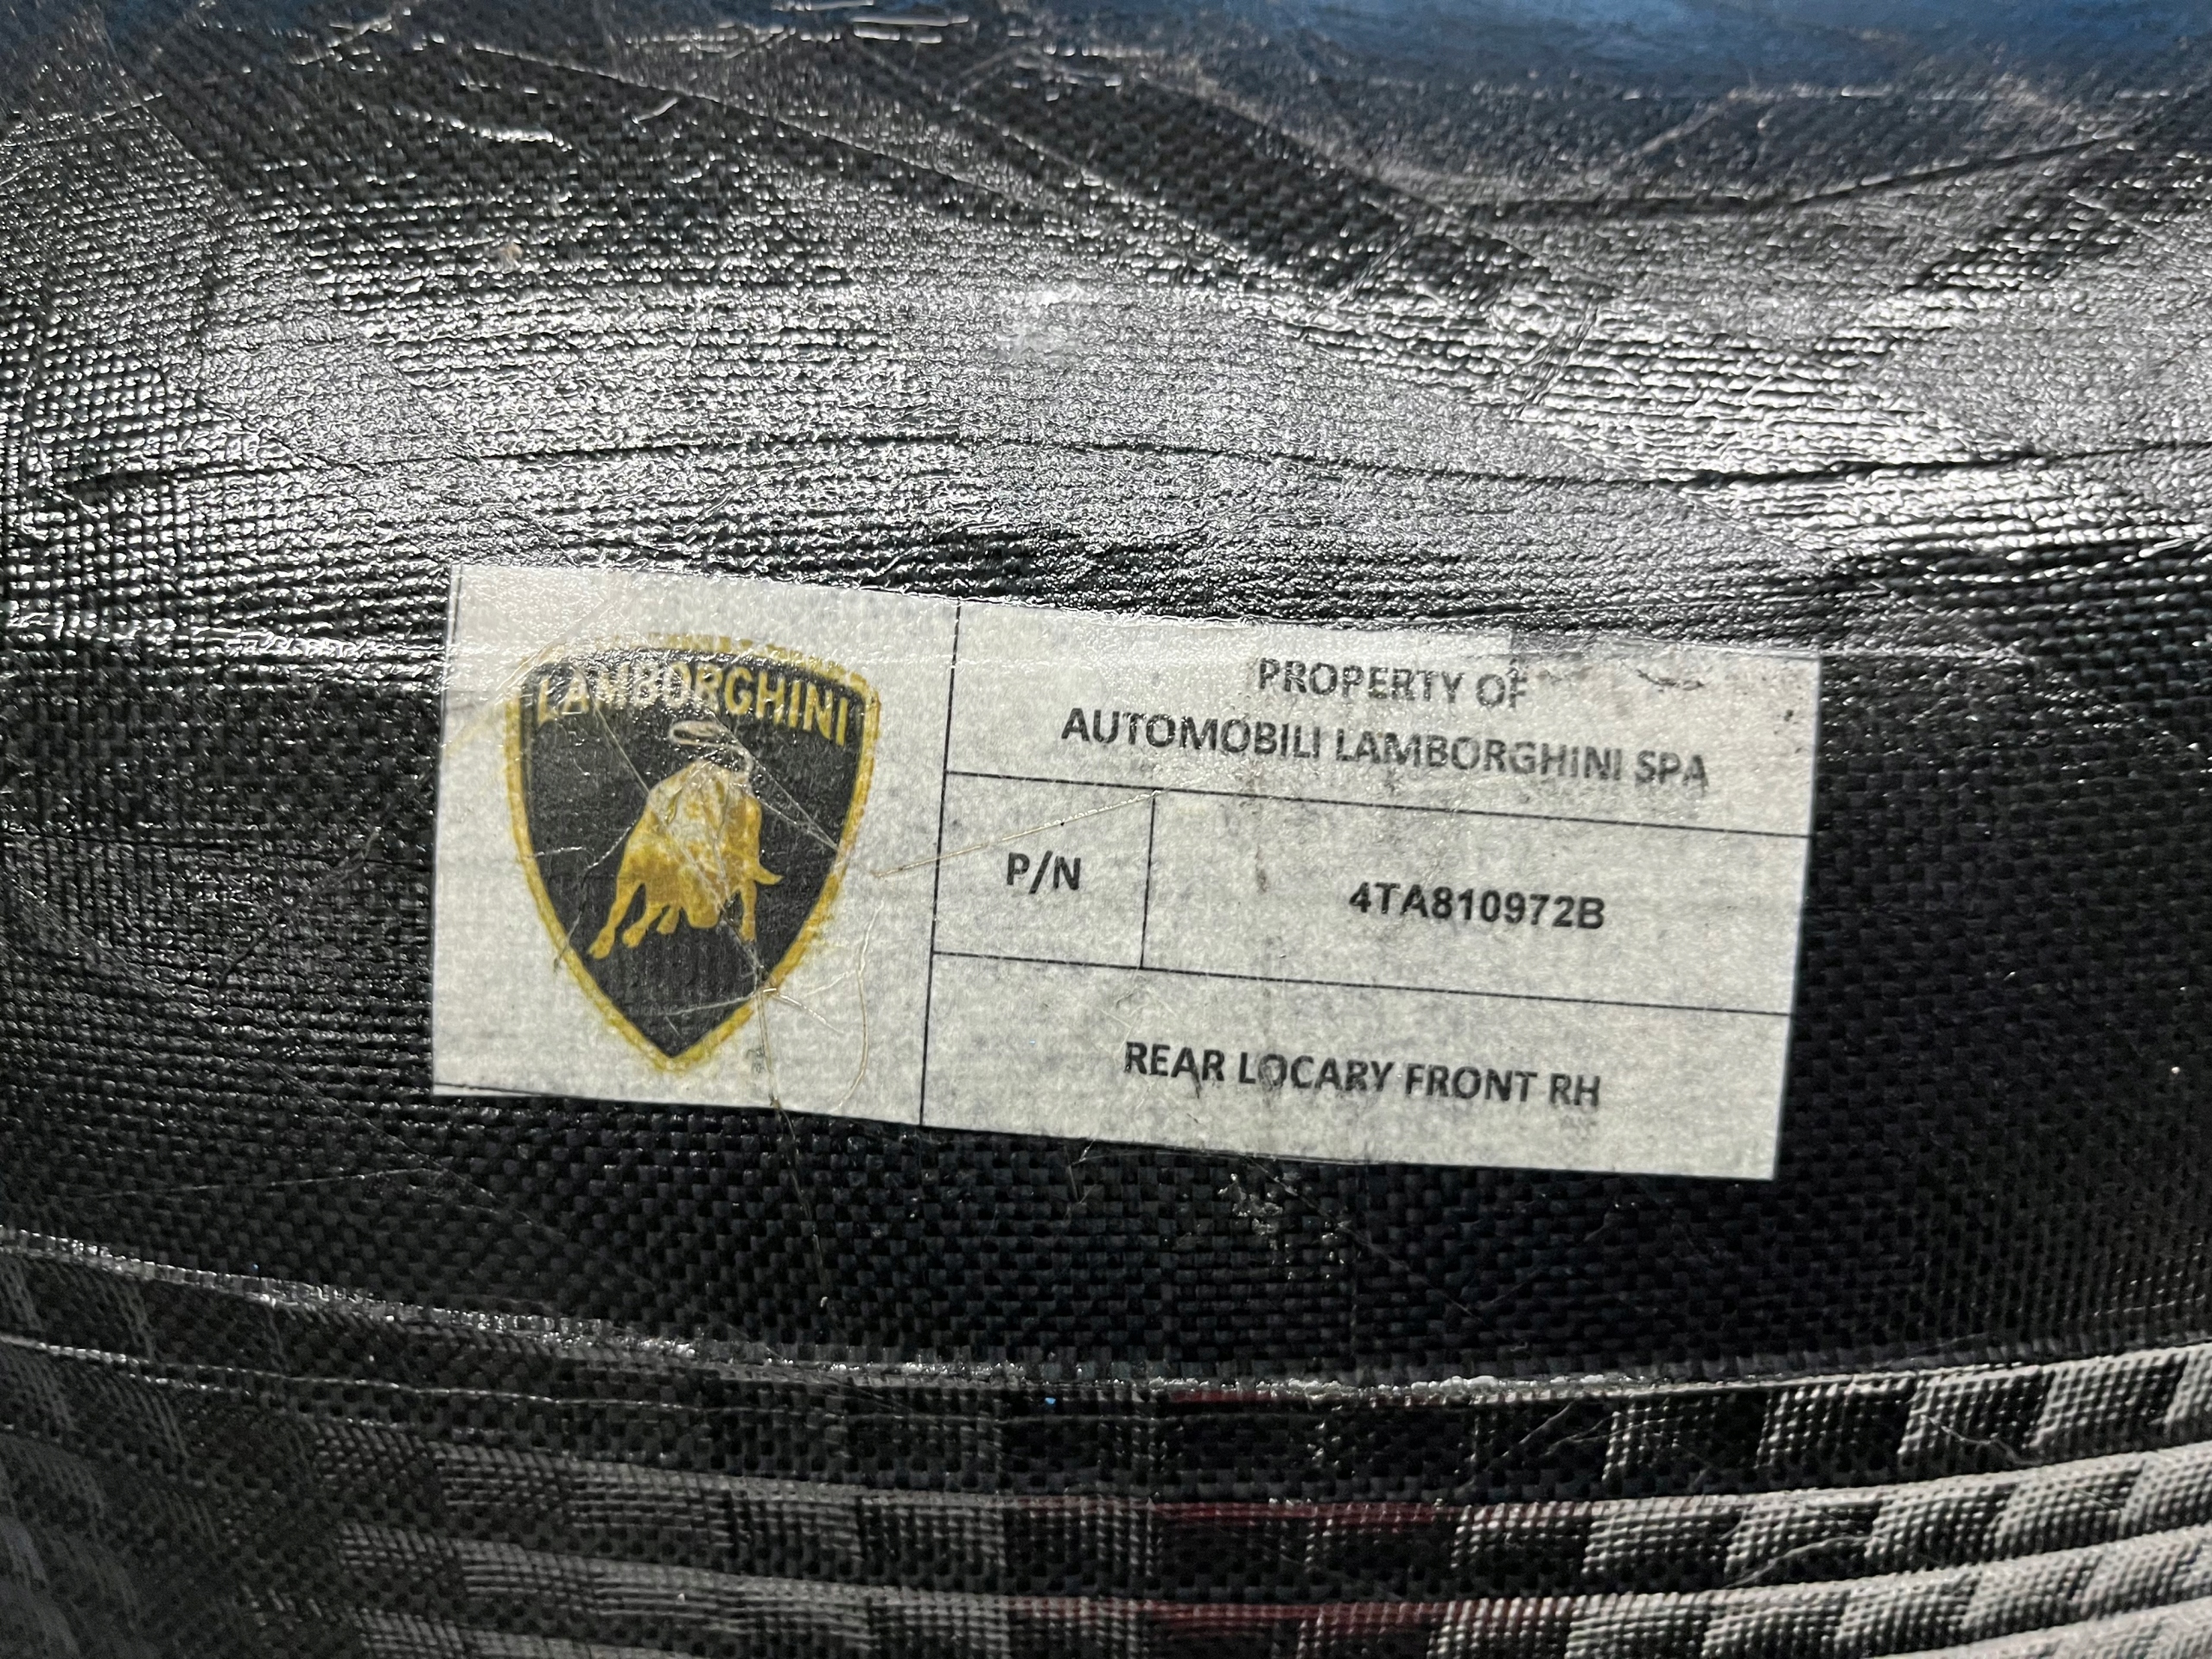 LAMBORGHINI
PROPERTY OF
AUTOMOBILI LAMBORGHINI SPA
P/N
4TA810972B
REAR LOCARY FRONT RH